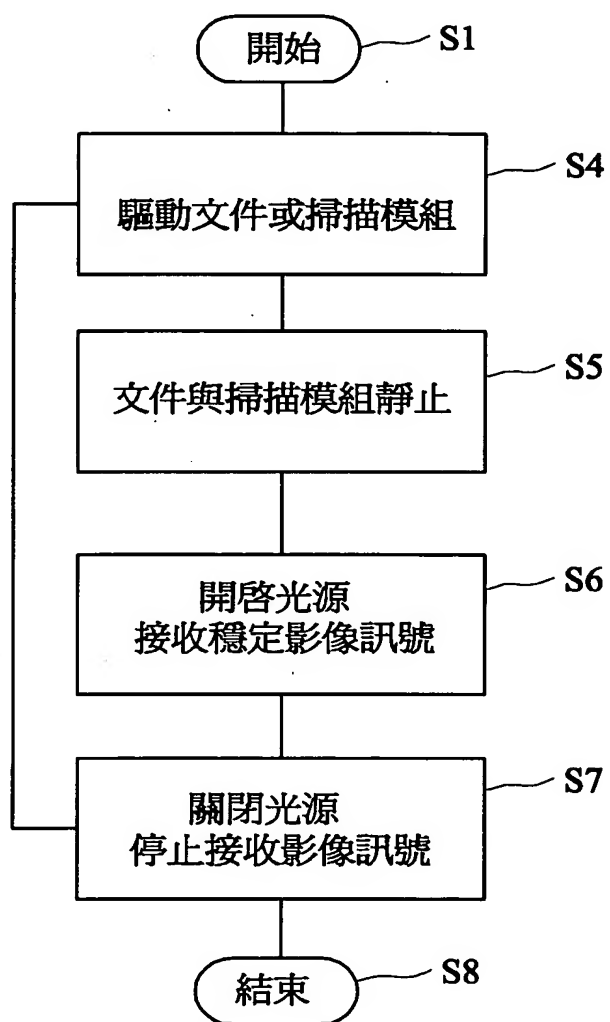 開始
S1
S4
驅動文件或掃描模組
S5
文件與掃描模組靜止
S6
開啓光源
接收穩定影像訊號
S7
關閉光源
停止接收影像訊號
S8
結束